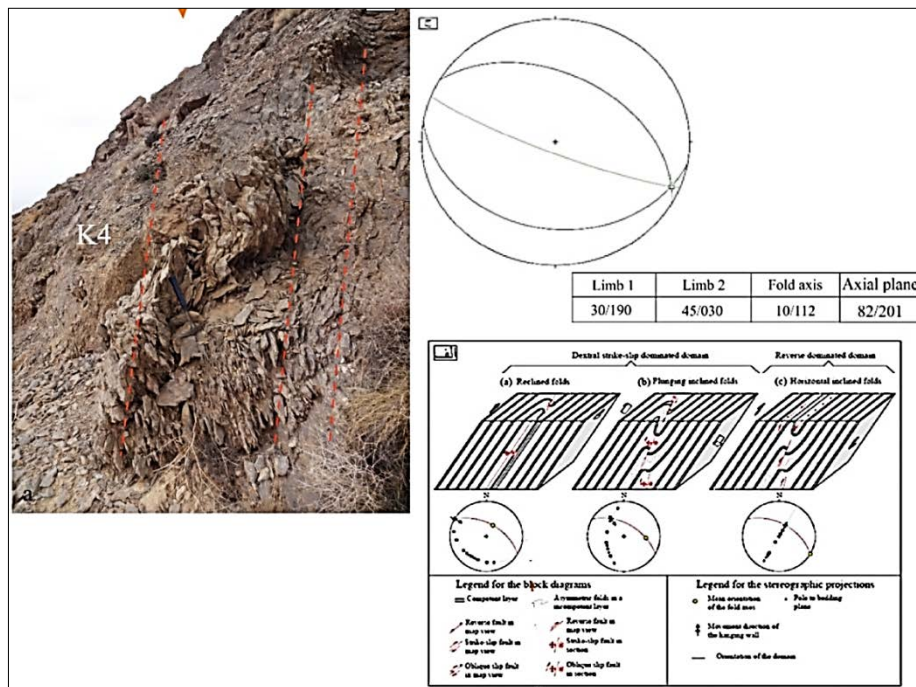 K4
a
Limb 1 Limb 2 Fold axis Axial plane
30/190 45/030 10/112 82/201
Dextral strike-slip dominated domain Reverse dominated domain
(a) Reclined folds (b) Plunging inclined folds (c) Horizontal inclined folds
N N N
Legend for the block diagrams
Competent layer
Asymmetric folds in a
incompetent layer
Reverse fault in
map view
Reverse fault in
section
Strike-slip fault in
map view
Strike-slip fault in
section
Oblique slip fault
in map view
Oblique slip fault
in section
Legend for the stereographic projections
Mean orientation
of the fold axes
Pole to bedding
plane
Movement direction of
the hanging wall
Orientation of the domain